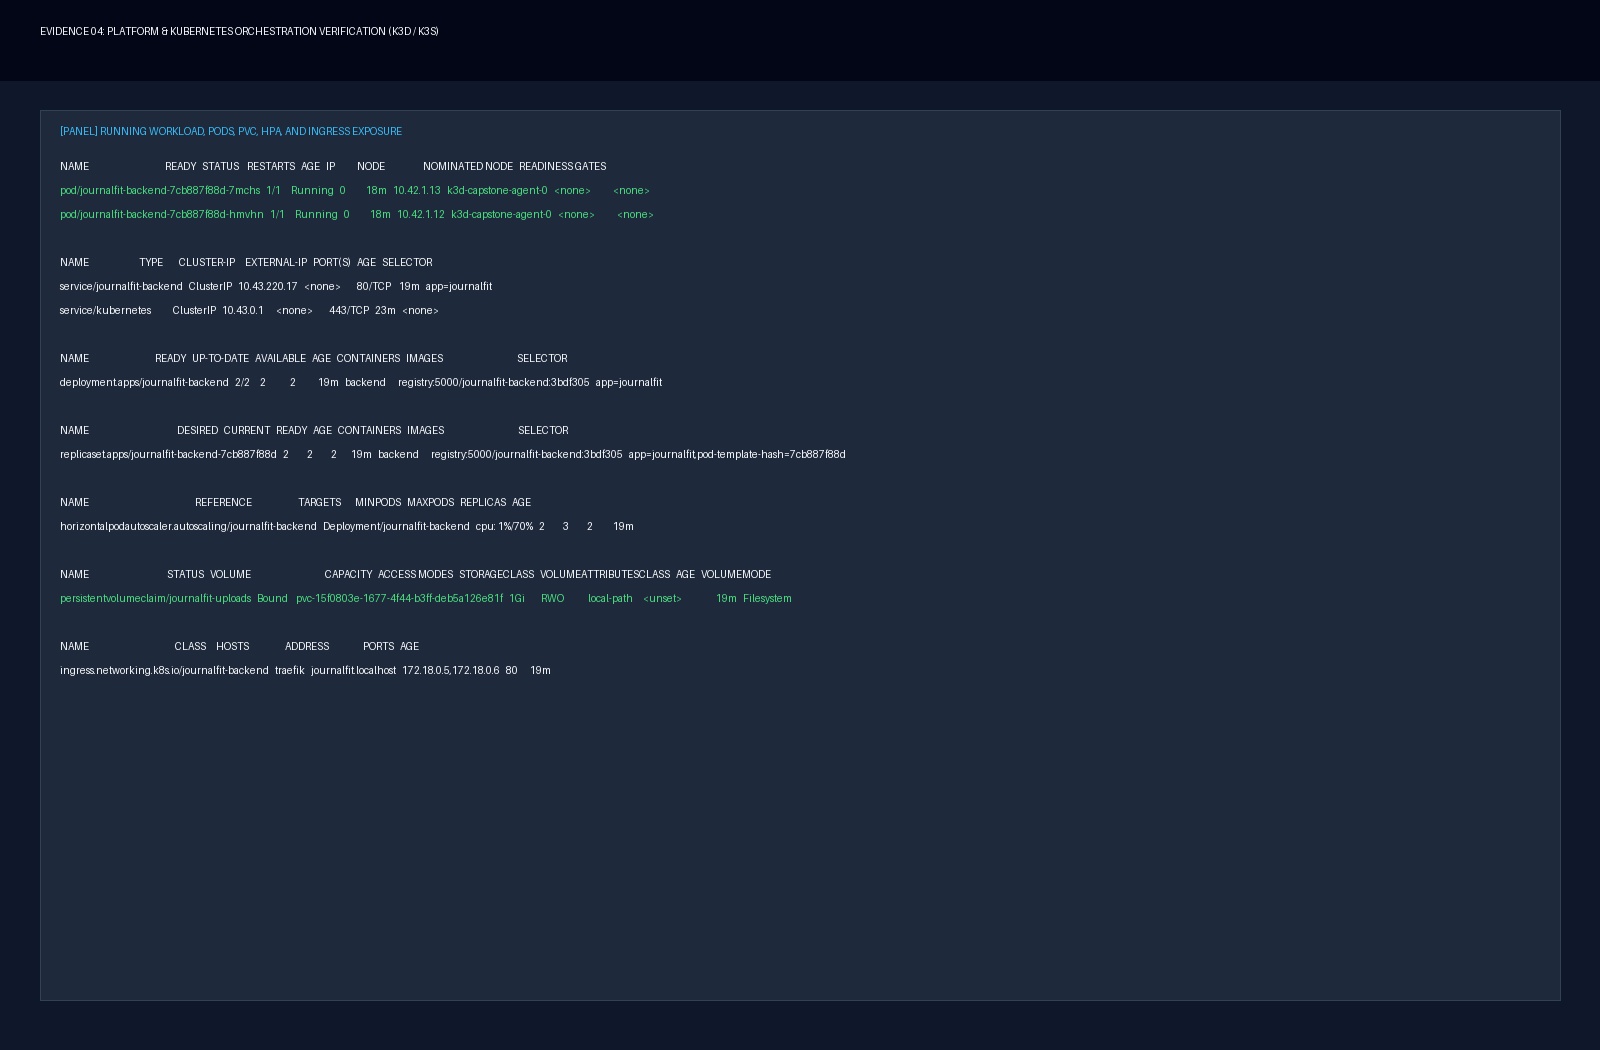 EVIDENCE 04: PLATFORM & KUBERNETES ORCHESTRATION VERIFICATION (K3D / K3S)
[PANEL] RUNNING WORKLOAD, PODS, PVC, HPA, AND INGRESS EXPOSURE
NAME READY STATUS RESTARTS AGE IP NODE NOMINATED NODE READINESS GATES
pod/journalfit-backend-7cb887f88d-7mchs 1/1 Running 0 18m 10.42.1.13 k3d-capstone-agent-0 <none> <none>
pod/journalfit-backend-7cb887f88d-hmvhn 1/1 Running 0 18m 10.42.1.12 k3d-capstone-agent-0 <none> <none>
NAME TYPE CLUSTER-IP EXTERNAL-IP PORT(S) AGE SELECTOR
service/journalfit-backend ClusterIP 10.43.220.17 <none> 80/TCP 19m app=journalfit
service/kubernetes ClusterIP 10.43.0.1 <none> 443/TCP 23m <none>
NAME READY UP-TO-DATE AVAILABLE AGE CONTAINERS IMAGES SELECTOR
deployment.apps/journalfit-backend 2/2 2 2 19m backend registry:5000/journalfit-backend:3bdf305 app=journalfit
NAME DESIRED CURRENT READY AGE CONTAINERS IMAGES SELECTOR
replicaset.apps/journalfit-backend-7cb887f88d 2 2 2 19m backend registry:5000/journalfit-backend:3bdf305 app=journalfit,pod-template-hash=7cb887f88d
NAME REFERENCE TARGETS MINPODS MAXPODS REPLICAS AGE
horizontalpodautoscaler.autoscaling/journalfit-backend Deployment/journalfit-backend cpu: 1%/70% 2 3 2 19m
NAME STATUS VOLUME CAPACITY ACCESS MODES STORAGECLASS VOLUMEATTRIBUTESCLASS AGE VOLUMEMODE
persistentvolumeclaim/journalfit-uploads Bound pvc-15f0803e-1677-4f44-b3ff-deb5a126e81f 1Gi RWO local-path <unset> 19m Filesystem
NAME CLASS HOSTS ADDRESS PORTS AGE
ingress.networking.k8s.io/journalfit-backend traefik journalfit.localhost 172.18.0.5,172.18.0.6 80 19m